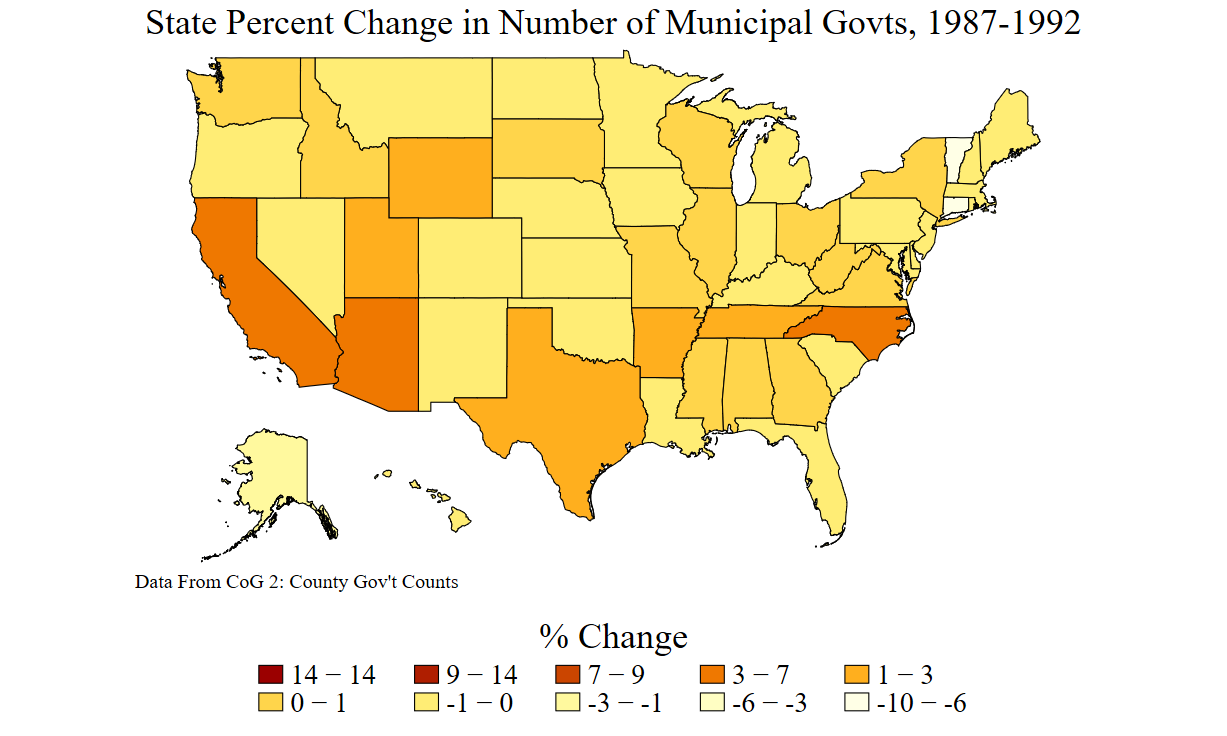 State Percent Change in Number of Municipal Govts, 1987-1992
Data From CoG 2: County Gov't Counts
% Change
14 − 14 9 − 14 7 − 9 3 − 7 1 − 3
0 − 1 -1 − 0 -3 − -1 -6 − -3 -10 − -6